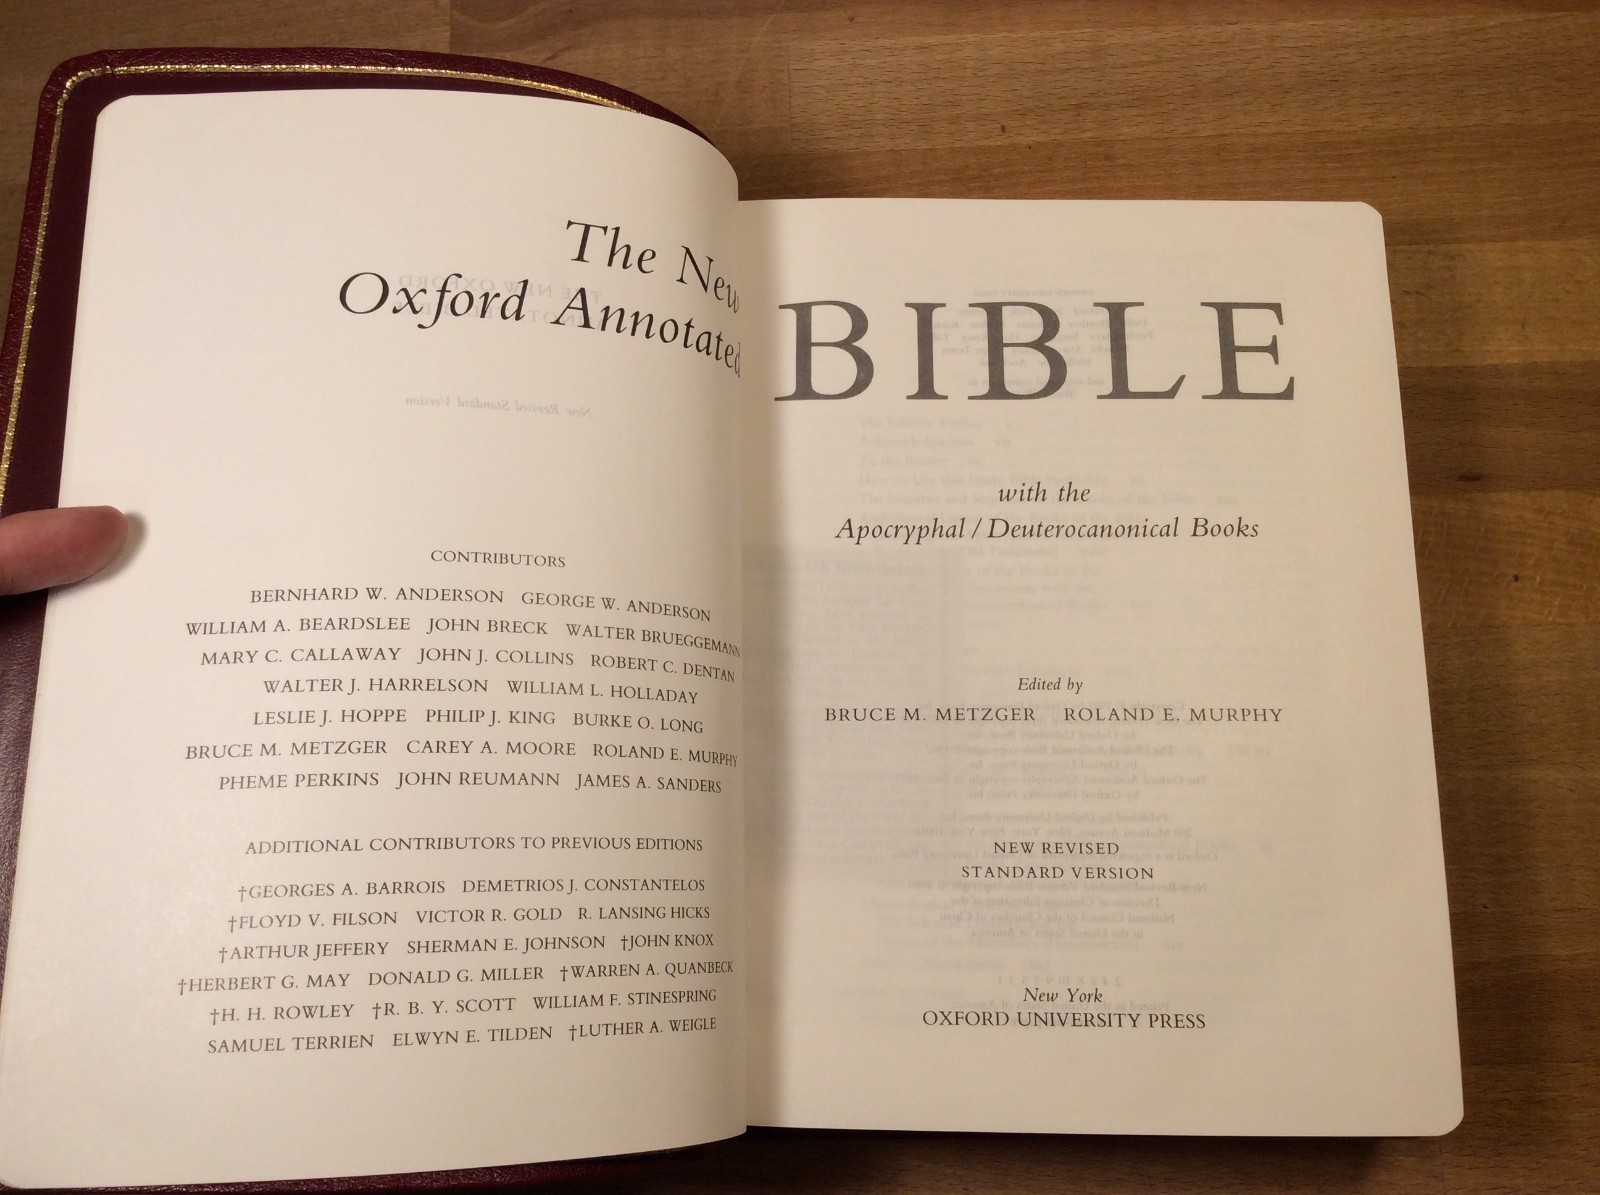 The New
Oxford Annotated
CONTRIBUTORS
BERNHARD W. ANDERSON GEORGE W. ANDERSON
WILLIAM A. BEARDSLEE JOHN BRECK WALTER BRUEGGEMANN
MARY C. CALLAWAY JOHN J. COLLINS ROBERT C. DENTAN
WALTER J. HARRELSON WILLIAM L. HOLLADAY
LESLIE J. HOPPE PHILIP J. KING BURKE O. LONG
BRUCE M. METZGER CAREY A. MOORE ROLAND E. MURPHY
PHEME PERKINS JOHN REUMANN JAMES A. SANDERS
ADDITIONAL CONTRIBUTORS TO PREVIOUS EDITIONS
†GEORGES A. BARROIS DEMETRIOS J. CONSTANTELOS
†FLOYD V. FILSON VICTOR R. GOLD R. LANSING HICKS
†ARTHUR JEFFERY SHERMAN E. JOHNSON †JOHN KNOX
†HERBERT G. MAY DONALD G. MILLER †WARREN A. QUANBECK
†H. H. ROWLEY †R. B. Y. SCOTT WILLIAM F. STINESPRING
SAMUEL TERRIEN ELWYN E. TILDEN †LUTHER A. WEIGLE
BIBLE
with the
Apocryphal / Deuterocanonical Books
Edited by
BRUCE M. METZGER ROLAND E. MURPHY
NEW REVISED
STANDARD VERSION
New York
OXFORD UNIVERSITY PRESS